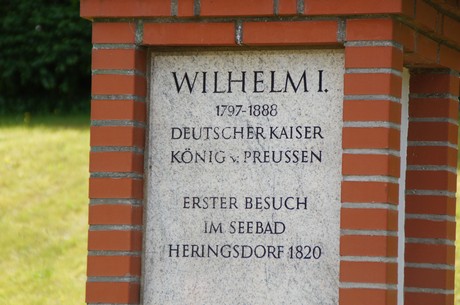 WILHELM I.
1797-1888
DEUTSCHER KAISER
KÖNIG v. PREUSSEN
ERSTER BESUCH
IM SEEBAD
HERINGSDORF 1820